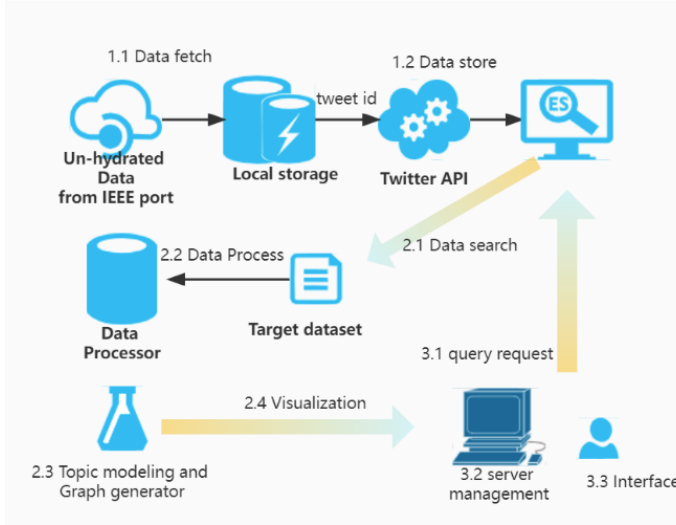 1.1 Data fetch
1.2 Data store
ES
tweet id
Un-hydrated
Data
from IEEE port
Local storage
Twitter API
2.1 Data search
2.2 Data Process
Data
Processor
Target dataset
3.1 query request
2.4 Visualization
2.3 Topic modeling and
Graph generator
3.2 server
management
3.3 Interface